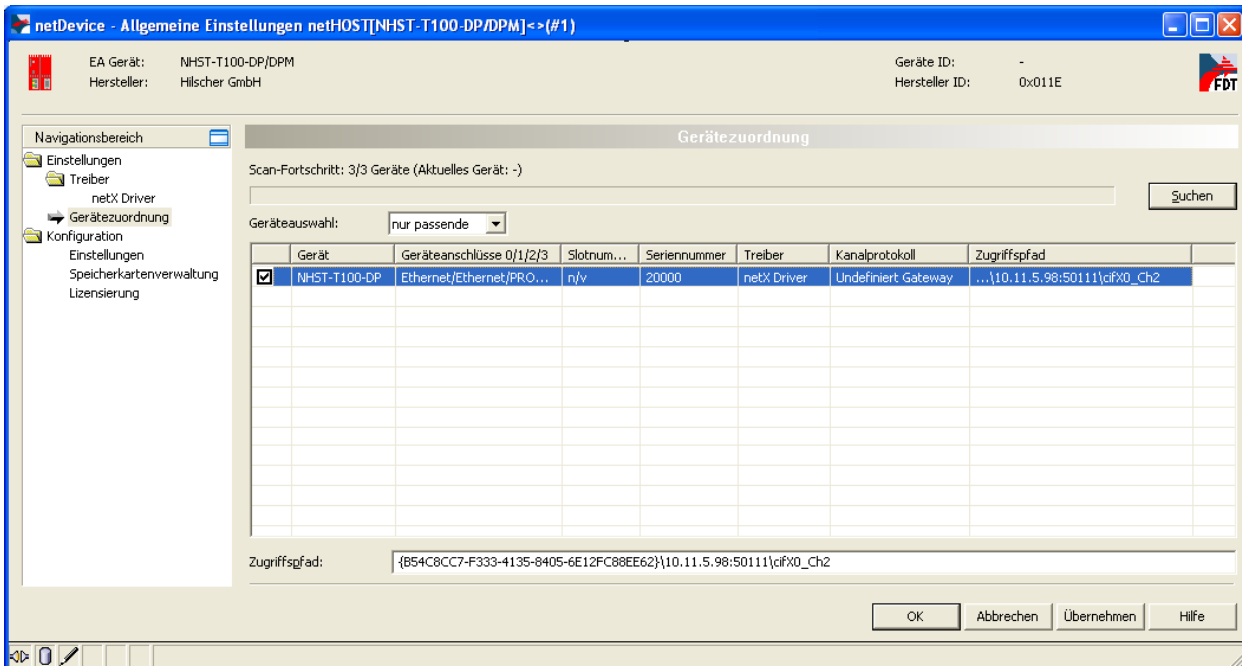 netDevice - Allgemeine Einstellungen netHOST[NHST-T100-DP/DPM]<>(#1)
EA Gerät: NHST-T100-DP/DPM Geräte ID: -
Hersteller: Hilscher GmbH Hersteller ID: 0x011E
FDT
Navigationsbereich
Einstellungen
Treiber
netX Driver
Gerätezuordnung
Konfiguration
Einstellungen
Speicherkartenverwaltung
Lizensierung
Gerätezuordnung
Scan-Fortschritt: 3/3 Geräte (Aktuelles Gerät: -)
Suchen
Geräteauswahl: nur passende
Gerät Geräteanschlüsse 0/1/2/3 Slotnum... Seriennummer Treiber Kanalprotokoll Zugriffspfad
NHST-T100-DP Ethernet/Ethernet/PRO... n/v 20000 netX Driver Undefiniert Gateway ...\10.11.5.98:50111\cifX0_Ch2
Zugriffspfad: {B54C8CC7-F333-4135-8405-6E12FC88EE62}\10.11.5.98:50111\cifX0_Ch2
OK Abbrechen Übernehmen Hilfe